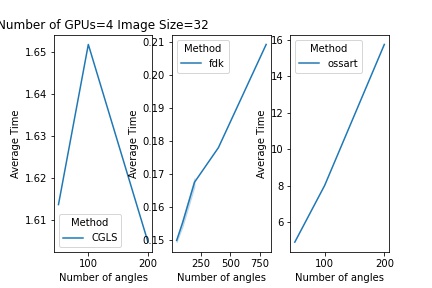 Number of GPUs=4 Image Size=32
Average Time
1.65
1.64
1.63
1.62
1.61
Method
CGLS
100
200
Number of angles
Average Time
0.21
0.20
0.19
0.18
0.17
0.16
0.15
Method
fdk
250
500
750
Number of angles
Average Time
16
14
12
10
8
6
Method
ossart
100
200
Number of angles